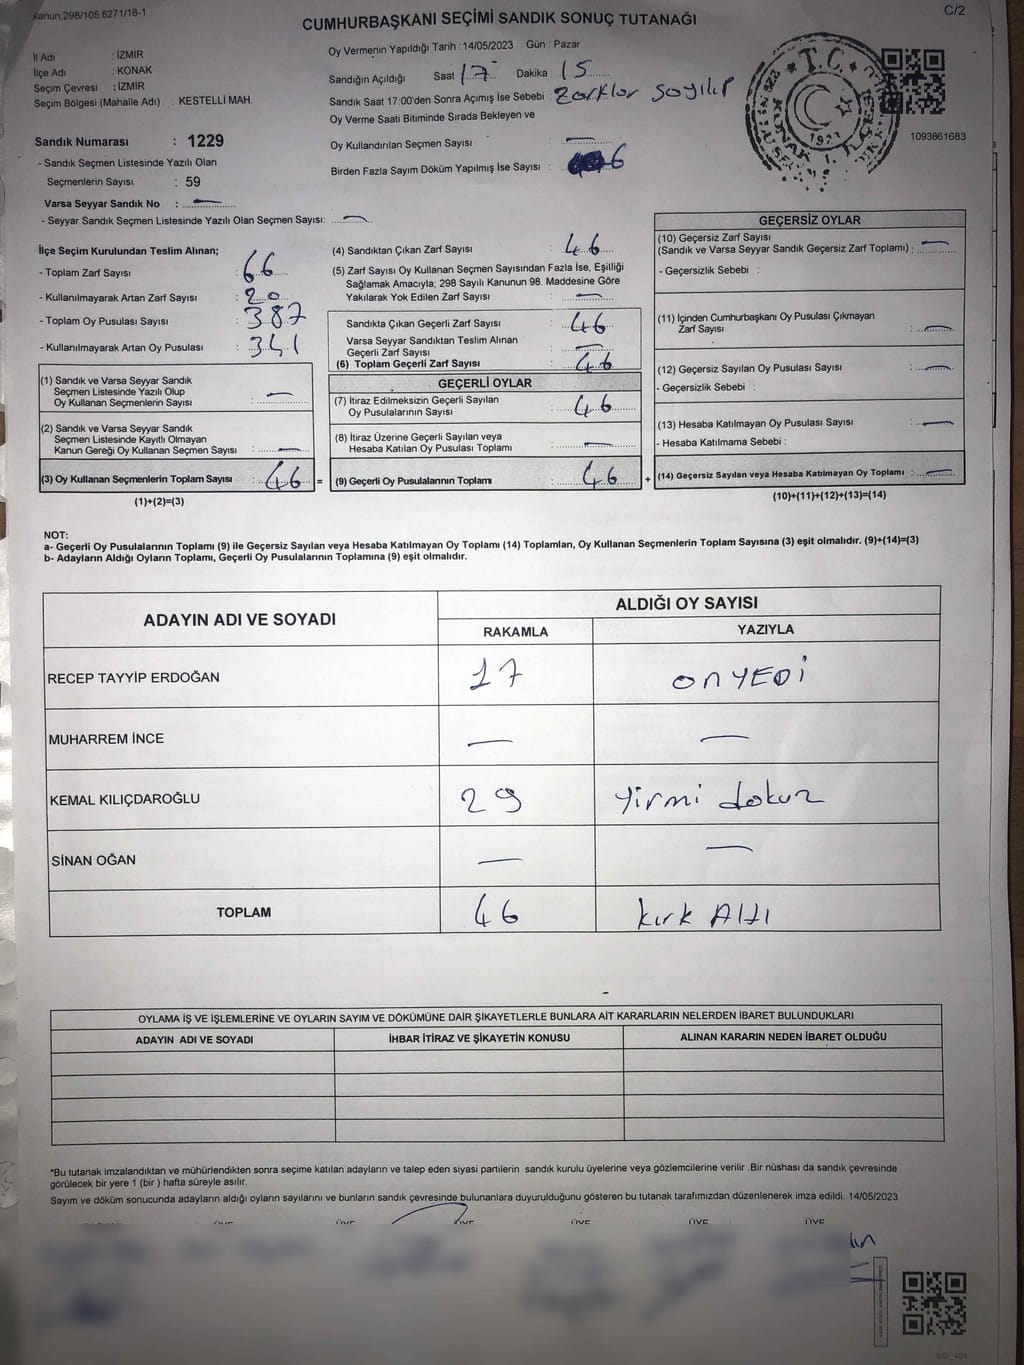 Kanun:298/105,6271/18-1
C/2
CUMHURBAŞKANI SEÇİMİ SANDIK SONUÇ TUTANAĞI
İl Adı : İZMİR
İlçe Adı : KONAK
Seçim Çevresi : İZMİR
Seçim Bölgesi (Mahalle Adı) : KESTELLİ MAH.
Sandık Numarası : 1229
- Sandık Seçmen Listesinde Yazılı Olan
Seçmenlerin Sayısı : 59
Varsa Seyyar Sandık No : —
- Seyyar Sandık Seçmen Listesinde Yazılı Olan Seçmen Sayısı: —
Oy Vermenin Yapıldığı Tarih : 14/05/2023 Gün : Pazar
Sandığın Açıldığı Saat 17 Dakika 15
Sandık Saat 17:00'den Sonra Açımış İse Sebebi : Zarklar Sayılıp
Oy Verme Saati Bitiminde Sırada Bekleyen ve
Oy Kullandırılan Seçmen Sayısı : —
Birden Fazla Sayım Döküm Yapılmış İse Sayısı : 6
T.C.
KONAK
1093861683
İlçe Seçim Kurulundan Teslim Alınan;
- Toplam Zarf Sayısı : 66
- Kullanılmayarak Artan Zarf Sayısı : 20
- Toplam Oy Pusulası Sayısı : 387
- Kullanılmayarak Artan Oy Pusulası : 341
(1) Sandık ve Varsa Seyyar Sandık
Seçmen Listesinde Yazılı Olup
Oy Kullanan Seçmenlerin Sayısı : —
(2) Sandık ve Varsa Seyyar Sandık
Seçmen Listesinde Kayıtlı Olmayan
Kanun Gereği Oy Kullanan Seçmen Sayısı : —
(3) Oy Kullanan Seçmenlerin Toplam Sayısı : 46 =
(1)+(2)=(3)
(4) Sandıktan Çıkan Zarf Sayısı : 46
(5) Zarf Sayısı Oy Kullanan Seçmen Sayısından Fazla İse, Eşitliği
Sağlamak Amacıyla; 298 Sayılı Kanunun 98. Maddesine Göre
Yakılarak Yok Edilen Zarf Sayısı : —
Sandıkta Çıkan Geçerli Zarf Sayısı : 46
Varsa Seyyar Sandıktan Teslim Alınan
Geçerli Zarf Sayısı : —
(6) Toplam Geçerli Zarf Sayısı : 46
GEÇERLİ OYLAR
(7) İtiraz Edilmeksizin Geçerli Sayılan
Oy Pusulalarının Sayısı : 46
(8) İtiraz Üzerine Geçerli Sayılan veya
Hesaba Katılan Oy Pusulası Toplamı : —
(9) Geçerli Oy Pusulalarının Toplamı : 46 +
GEÇERSİZ OYLAR
(10) Geçersiz Zarf Sayısı
(Sandık ve Varsa Seyyar Sandık Geçersiz Zarf Toplamı) : —
- Geçersizlik Sebebi :
(11) İçinden Cumhurbaşkanı Oy Pusulası Çıkmayan
Zarf Sayısı : —
(12) Geçersiz Sayılan Oy Pusulası Sayısı : —
- Geçersizlik Sebebi :
(13) Hesaba Katılmayan Oy Pusulası Sayısı : —
- Hesaba Katılmama Sebebi :
(14) Geçersiz Sayılan veya Hesaba Katılmayan Oy Toplamı : —
(10)+(11)+(12)+(13)=(14)
NOT:
a- Geçerli Oy Pusulalarının Toplamı (9) ile Geçersiz Sayılan veya Hesaba Katılmayan Oy Toplamı (14) Toplamları, Oy Kullanan Seçmenlerin Toplam Sayısına (3) eşit olmalıdır. (9)+(14)=(3)
b- Adayların Aldığı Oyların Toplamı, Geçerli Oy Pusulalarının Toplamına (9) eşit olmalıdır.
ADAYIN ADI VE SOYADI
ALDIĞI OY SAYISI
RAKAMLA YAZIYLA
RECEP TAYYİP ERDOĞAN 17 ONYEDİ
MUHARREM İNCE — —
KEMAL KILIÇDAROĞLU 29 Yirmi dokuz
SİNAN OĞAN — —
TOPLAM 46 kırk Altı
OYLAMA İŞ VE İŞLEMLERİNE VE OYLARIN SAYIM VE DÖKÜMÜNE DAİR ŞİKAYETLERLE BUNLARA AİT KARARLARIN NELERDEN İBARET BULUNDUKLARI
ADAYIN ADI VE SOYADI İHBAR İTİRAZ VE ŞİKAYETİN KONUSU ALINAN KARARIN NEDEN İBARET OLDUĞU
*Bu tutanak imzalandıktan ve mühürlendikten sonra seçime katılan adayların ve talep eden siyasi partilerin sandık kurulu üyelerine veya gözlemcilerine verilir .Bir nüshası da sandık çevresinde
görülecek bir yere 1 (bir ) hafta süreyle asılır.
Sayım ve döküm sonucunda adayların aldığı oyların sayılarını ve bunların sandık çevresinde bulunanlara duyurulduğunu gösteren bu tutanak tarafımızdan düzenlenerek imza edildi. 14/05/2023
ÜYE ÜYE ÜYE ÜYE ÜYE ÜYE